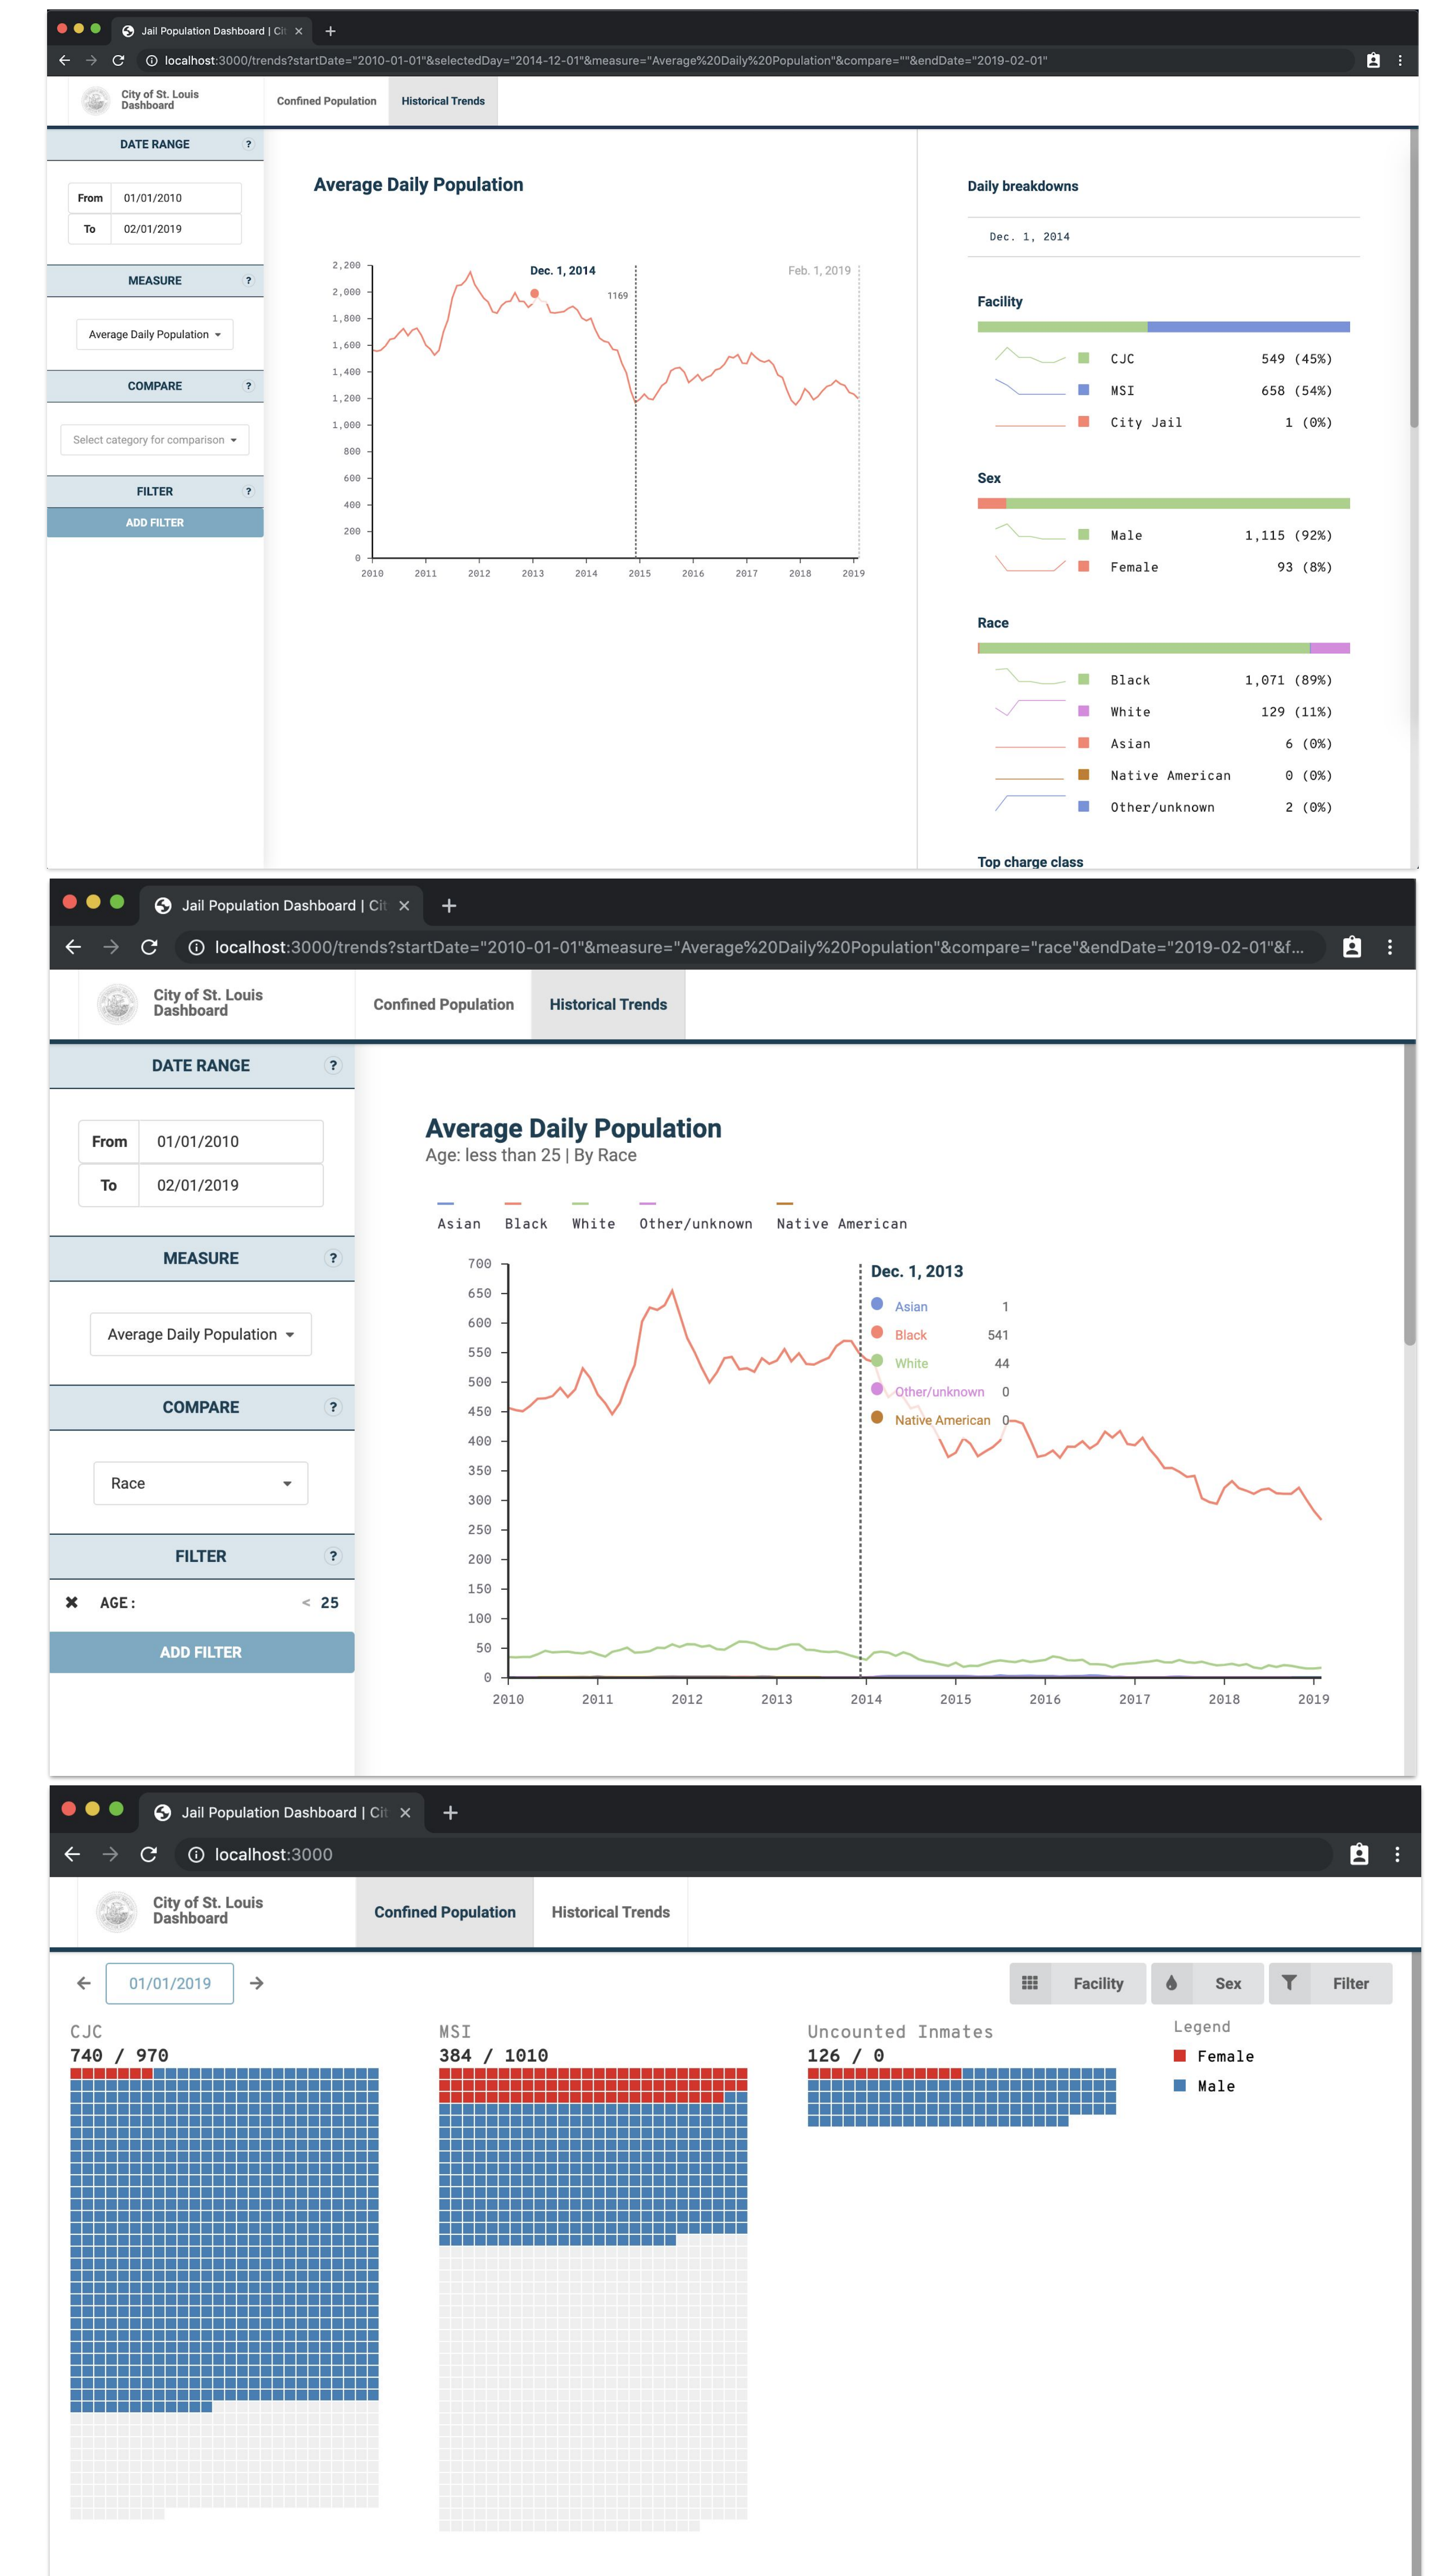 Jail Population Dashboard | Cit
localhost:3000/trends?startDate="2010-01-01"&selectedDay="2014-12-01"&measure="Average%20Daily%20Population"&compare=""&endDate="2019-02-01"
City of St. Louis
Dashboard
Confined Population
Historical Trends
DATE RANGE ?
From 01/01/2010
To 02/01/2019
MEASURE ?
Average Daily Population
COMPARE ?
Select category for comparison
FILTER ?
ADD FILTER
Average Daily Population
Dec. 1, 2014
1169
Feb. 1, 2019
2,200
2,000
1,800
1,600
1,400
1,200
1,000
800
600
400
200
0
2010 2011 2012 2013 2014 2015 2016 2017 2018 2019
Daily breakdowns
Dec. 1, 2014
Facility
CJC 549 (45%)
MSI 658 (54%)
City Jail 1 (0%)
Sex
Male 1,115 (92%)
Female 93 (8%)
Race
Black 1,071 (89%)
White 129 (11%)
Asian 6 (0%)
Native American 0 (0%)
Other/unknown 2 (0%)
Top charge class
Jail Population Dashboard | Cit
localhost:3000/trends?startDate="2010-01-01"&measure="Average%20Daily%20Population"&compare="race"&endDate="2019-02-01"&f...
City of St. Louis
Dashboard
Confined Population
Historical Trends
DATE RANGE ?
From 01/01/2010
To 02/01/2019
MEASURE ?
Average Daily Population
COMPARE ?
Race
FILTER ?
AGE: < 25
ADD FILTER
Average Daily Population
Age: less than 25 | By Race
Asian Black White Other/unknown Native American
700
650
600
550
500
450
400
350
300
250
200
150
100
50
0
Dec. 1, 2013
Asian 1
Black 541
White 44
Other/unknown 0
Native American 0
2010 2011 2012 2013 2014 2015 2016 2017 2018 2019
Jail Population Dashboard | Cit
localhost:3000
City of St. Louis
Dashboard
Confined Population
Historical Trends
01/01/2019
Facility
Sex
Filter
CJC
740 / 970
MSI
384 / 1010
Uncounted Inmates
126 / 0
Legend
Female
Male